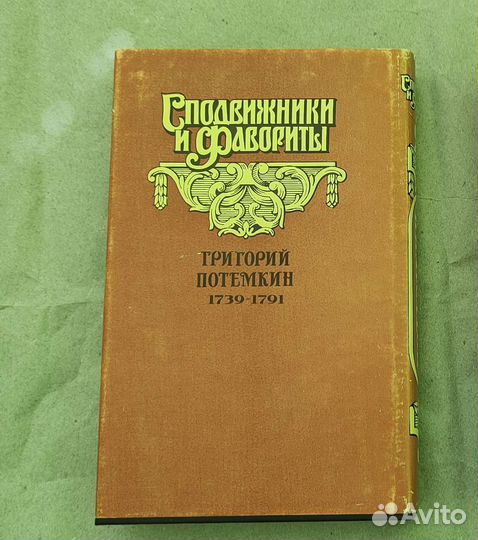 Сподвижники
и Фавориты
ГРИГОРИЙ
ПОТЕМКИН
1739-1791
Avito